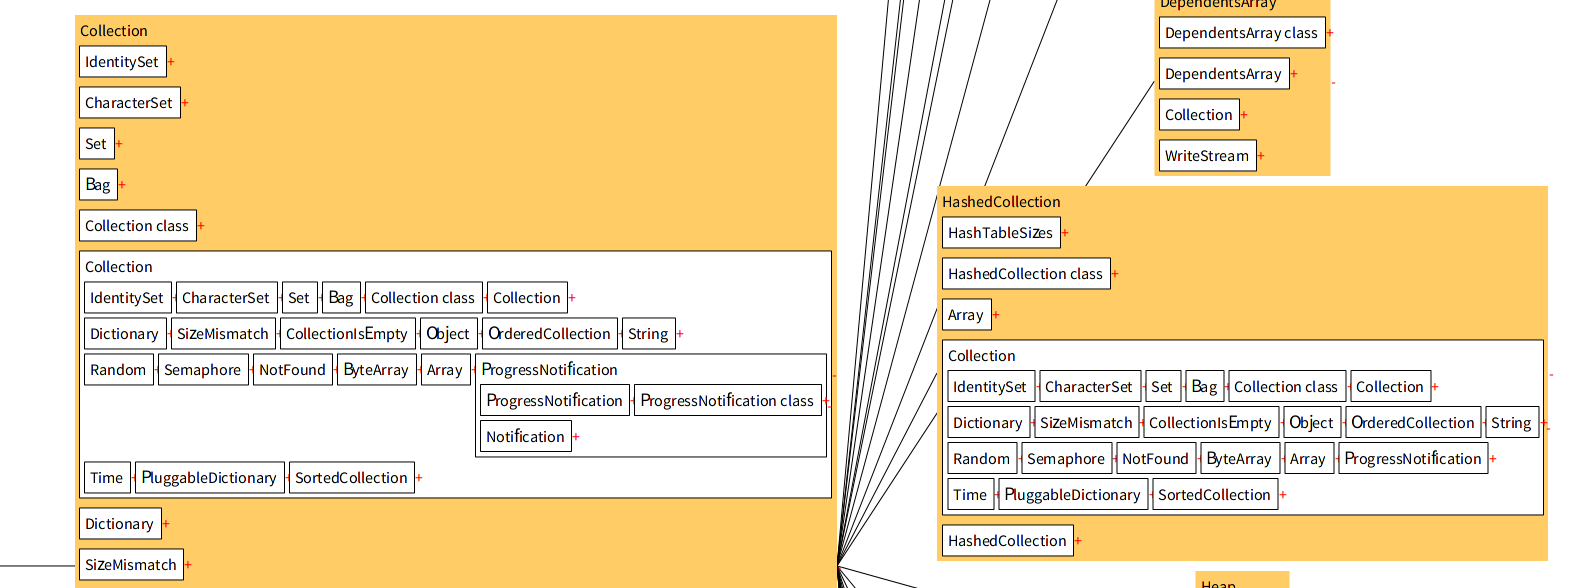 Collection
IdentitySet +
CharacterSet +
Set +
Bag +
Collection class +
Collection
IdentitySet + CharacterSet + Set + Bag + Collection class + Collection +
Dictionary + SizeMismatch + CollectionIsEmpty + Object + OrderedCollection + String +
Random + Semaphore + NotFound + ByteArray + Array + ProgressNotification -
ProgressNotification + ProgressNotification class + -
Notification +
Time + PluggableDictionary + SortedCollection +
Dictionary +
SizeMismatch +
DependentsArray
DependentsArray class +
DependentsArray + -
Collection +
WriteStream +
HashedCollection
HashTableSizes +
HashedCollection class +
Array +
Collection -
IdentitySet + CharacterSet + Set + Bag + Collection class + Collection +
Dictionary + SizeMismatch + CollectionIsEmpty + Object + OrderedCollection + String + -
Random + Semaphore + NotFound + ByteArray + Array + ProgressNotification +
Time + PluggableDictionary + SortedCollection +
HashedCollection +
Heap